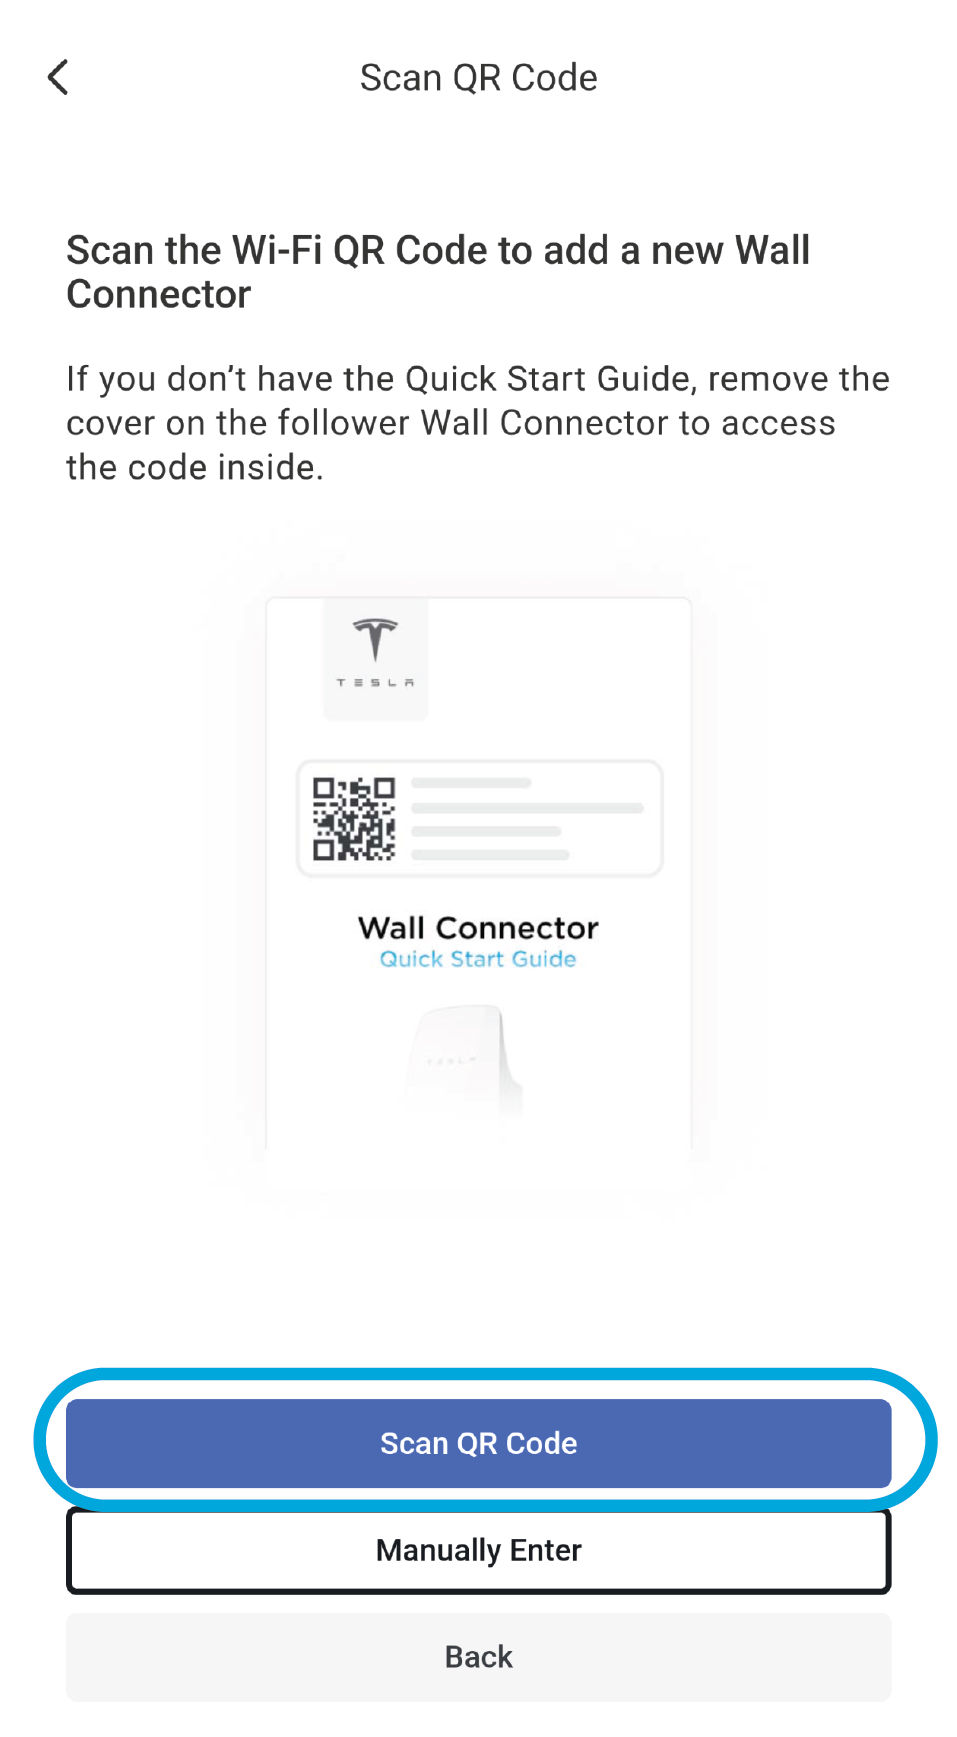 Scan QR Code
Scan the Wi-Fi QR Code to add a new Wall
Connector
If you don’t have the Quick Start Guide, remove the
cover on the follower Wall Connector to access
the code inside.
TESLA
Wall Connector
Quick Start Guide
TESLA
Scan QR Code
Manually Enter
Back